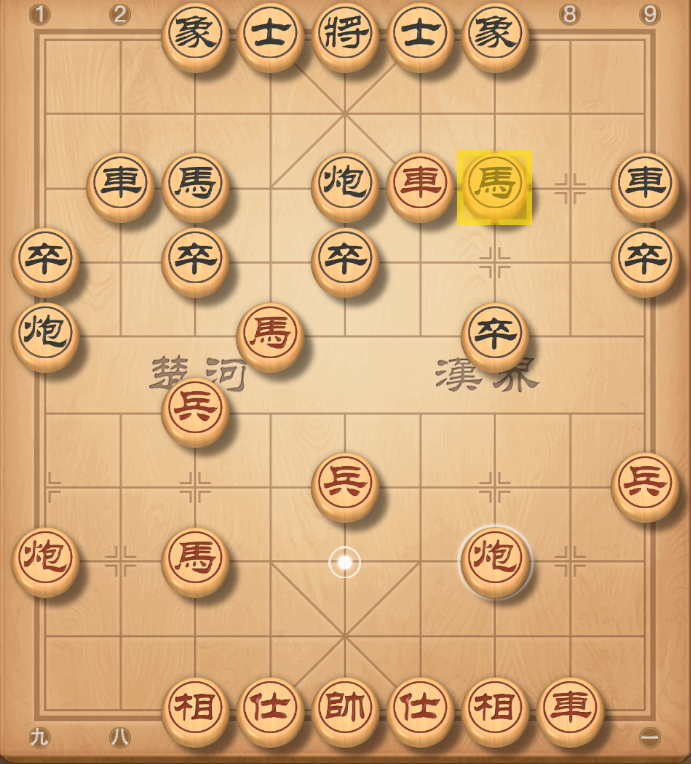 1 2 8 9
象 士 將 士 象
車 馬 炮 車 馬 車
卒 卒 卒 卒
炮 馬 卒
楚 河 漢 界
兵
兵 兵
炮 馬 炮
相 仕 帥 仕 相 車
九 八 一